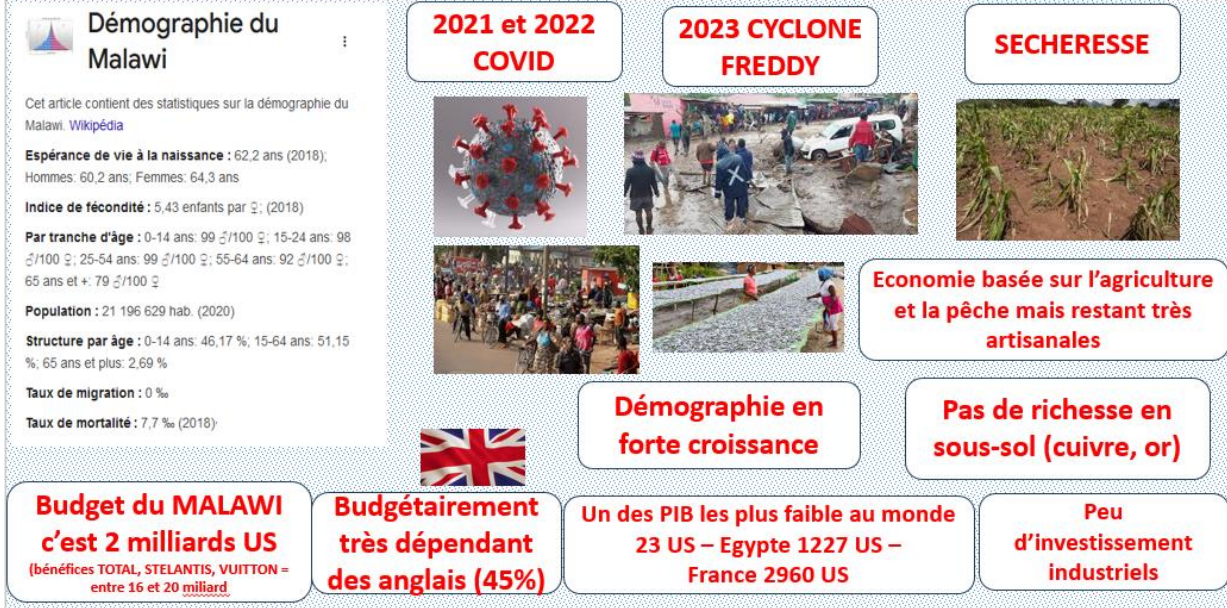 Démographie du
Malawi
Cet article contient des statistiques sur la démographie du
Malawi. Wikipédia
Espérance de vie à la naissance : 62,2 ans (2018);
Hommes: 60,2 ans; Femmes: 64,3 ans
Indice de fécondité : 5,43 enfants par ♀; (2018)
Par tranche d'âge : 0-14 ans: 99 ♂/100 ♀; 15-24 ans: 98
♂/100 ♀; 25-54 ans: 99 ♂/100 ♀; 55-64 ans: 92 ♂/100 ♀;
65 ans et +: 79 ♂/100 ♀
Population : 21 196 629 hab. (2020)
Structure par âge : 0-14 ans: 46,17 %; 15-64 ans: 51,15
%; 65 ans et plus: 2,69 %
Taux de migration : 0 ‰
Taux de mortalité : 7,7 ‰ (2018)
2021 et 2022
COVID
2023 CYCLONE
FREDDY
SECHERESSE
Economie basée sur l'agriculture
et la pêche mais restant très
artisanales
Démographie en
forte croissance
Pas de richesse en
sous-sol (cuivre, or)
Budget du MALAWI
c'est 2 milliards US
(bénéfices TOTAL, STELANTIS, VUITTON =
entre 16 et 20 miliard
Budgétairement
très dépendant
des anglais (45%)
Un des PIB les plus faible au monde
23 US – Egypte 1227 US –
France 2960 US
Peu
d'investissement
industriels